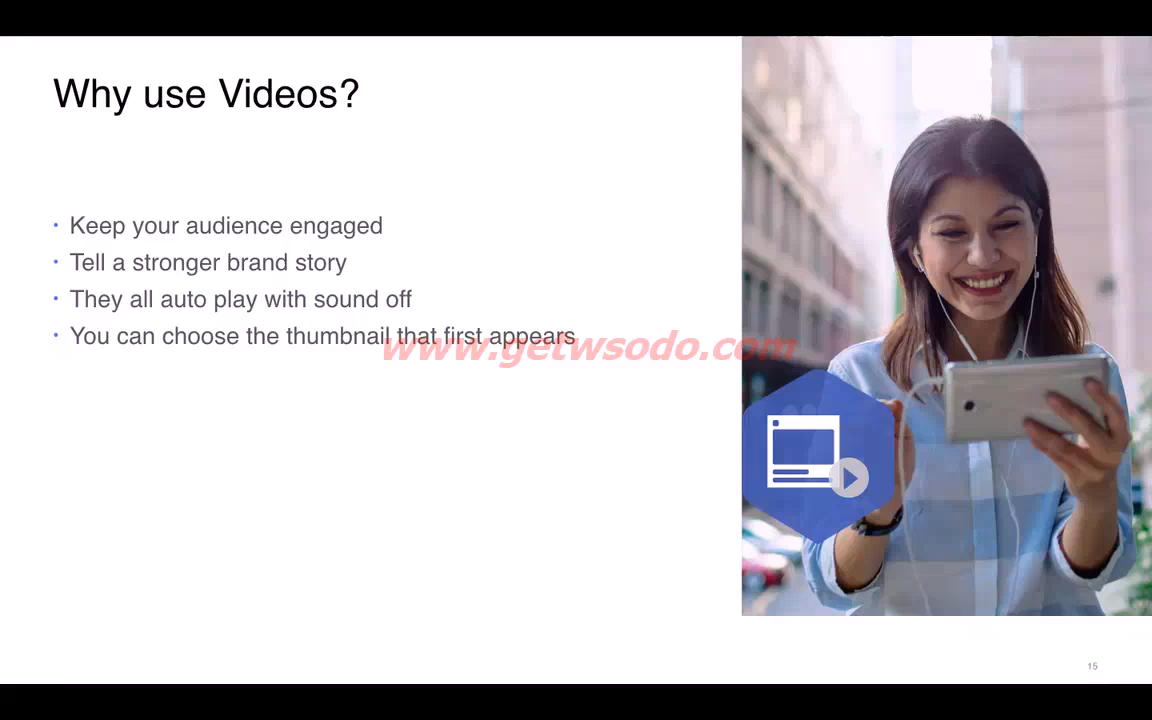 Why use Videos?
• Keep your audience engaged
• Tell a stronger brand story
• They all auto play with sound off
• You can choose the thumbnail that first appears
www.getwsodo.com
15